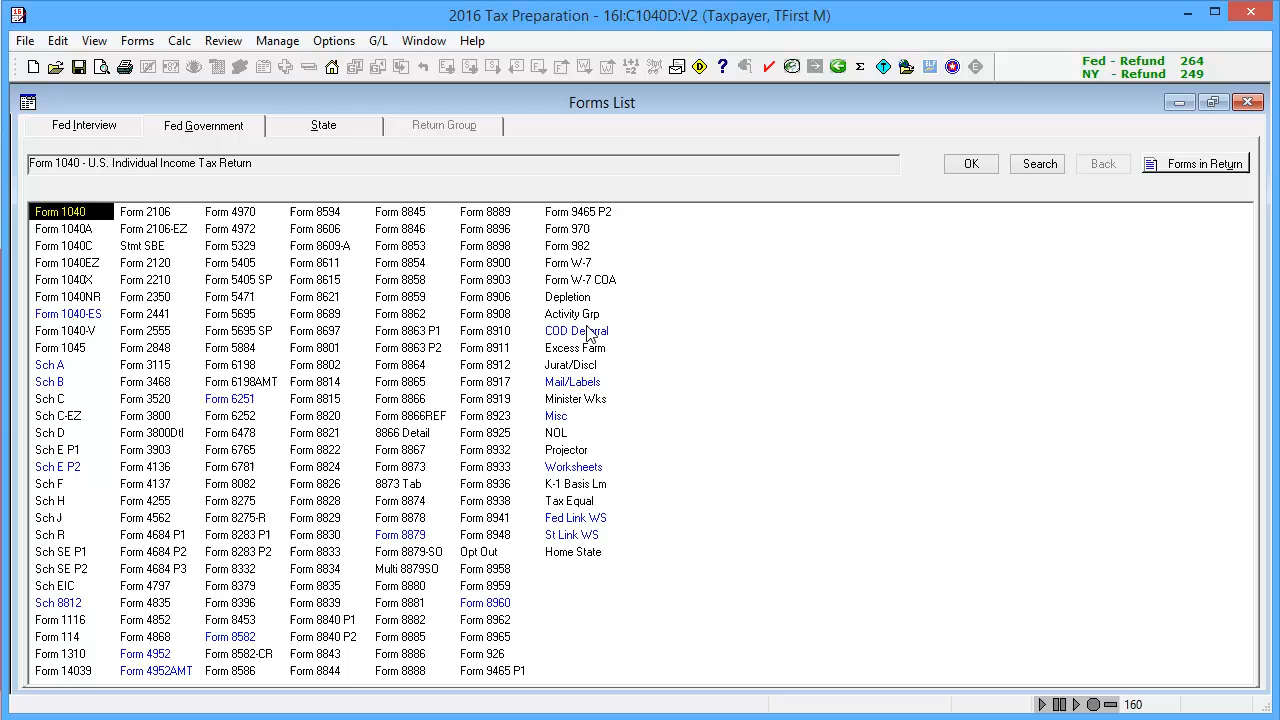 2016 Tax Preparation - 16I:C1040D:V2 (Taxpayer, TFirst M)
File Edit View Forms Calc Review Manage Options G/L Window Help
Fed - Refund 264
NY - Refund 249
Forms List
Fed Interview Fed Government State Return Group
Form 1040 - U.S. Individual Income Tax Return OK Search Back Forms in Return
Form 1040 Form 2106 Form 4970 Form 8594 Form 8845 Form 8889 Form 9465 P2
Form 1040A Form 2106-EZ Form 4972 Form 8606 Form 8846 Form 8896 Form 970
Form 1040C Stmt SBE Form 5329 Form 8609-A Form 8853 Form 8898 Form 982
Form 1040EZ Form 2120 Form 5405 Form 8611 Form 8854 Form 8900 Form W-7
Form 1040X Form 2210 Form 5405 SP Form 8615 Form 8858 Form 8903 Form W-7 COA
Form 1040NR Form 2350 Form 5471 Form 8621 Form 8859 Form 8906 Depletion
Form 1040-ES Form 2441 Form 5695 Form 8689 Form 8862 Form 8908 Activity Grp
Form 1040-V Form 2555 Form 5695 SP Form 8697 Form 8863 P1 Form 8910 COD
Form 1045 Form 2848 Form 5884 Form 8801 Form 8863 P2 Form 8911 Excess Farm
Sch A Form 3115 Form 6198 Form 8802 Form 8864 Form 8912 Jurat/Discl
Sch B Form 3468 Form 6198AMT Form 8814 Form 8865 Form 8917 Mail/Labels
Sch C Form 3520 Form 6251 Form 8815 Form 8866 Form 8919 Minister Wks
Sch C-EZ Form 3800 Form 6252 Form 8820 Form 8866REF Form 8923 Misc
Sch D Form 3800Dtl Form 6478 Form 8821 8866 Detail Form 8925 NOL
Sch E P1 Form 3903 Form 6765 Form 8822 Form 8867 Form 8932 Projector
Sch E P2 Form 4136 Form 6781 Form 8824 Form 8873 Form 8933 Worksheets
Sch F Form 4137 Form 8082 Form 8826 8873 Tab Form 8936 K-1 Basis Lm
Sch H Form 4255 Form 8275 Form 8828 Form 8874 Form 8938 Tax Equal
Sch J Form 4562 Form 8275-R Form 8829 Form 8878 Form 8941 Fed Link WS
Sch R Form 4684 P1 Form 8283 P1 Form 8830 Form 8879 Form 8948 St Link WS
Sch SE P1 Form 4684 P2 Form 8283 P2 Form 8833 Form 8879-SO Opt Out Home State
Sch SE P2 Form 4684 P3 Form 8332 Form 8834 Multi 8879SO Form 8958
Sch EIC Form 4797 Form 8379 Form 8835 Form 8880 Form 8959
Sch 8812 Form 4835 Form 8396 Form 8839 Form 8881 Form 8960
Form 1116 Form 4852 Form 8453 Form 8840 P1 Form 8882 Form 8962
Form 114 Form 4868 Form 8582 Form 8840 P2 Form 8885 Form 8965
Form 1310 Form 4952 Form 8582-CR Form 8843 Form 8886 Form 926
Form 14039 Form 4952AMT Form 8586 Form 8844 Form 8888 Form 9465 P1
160